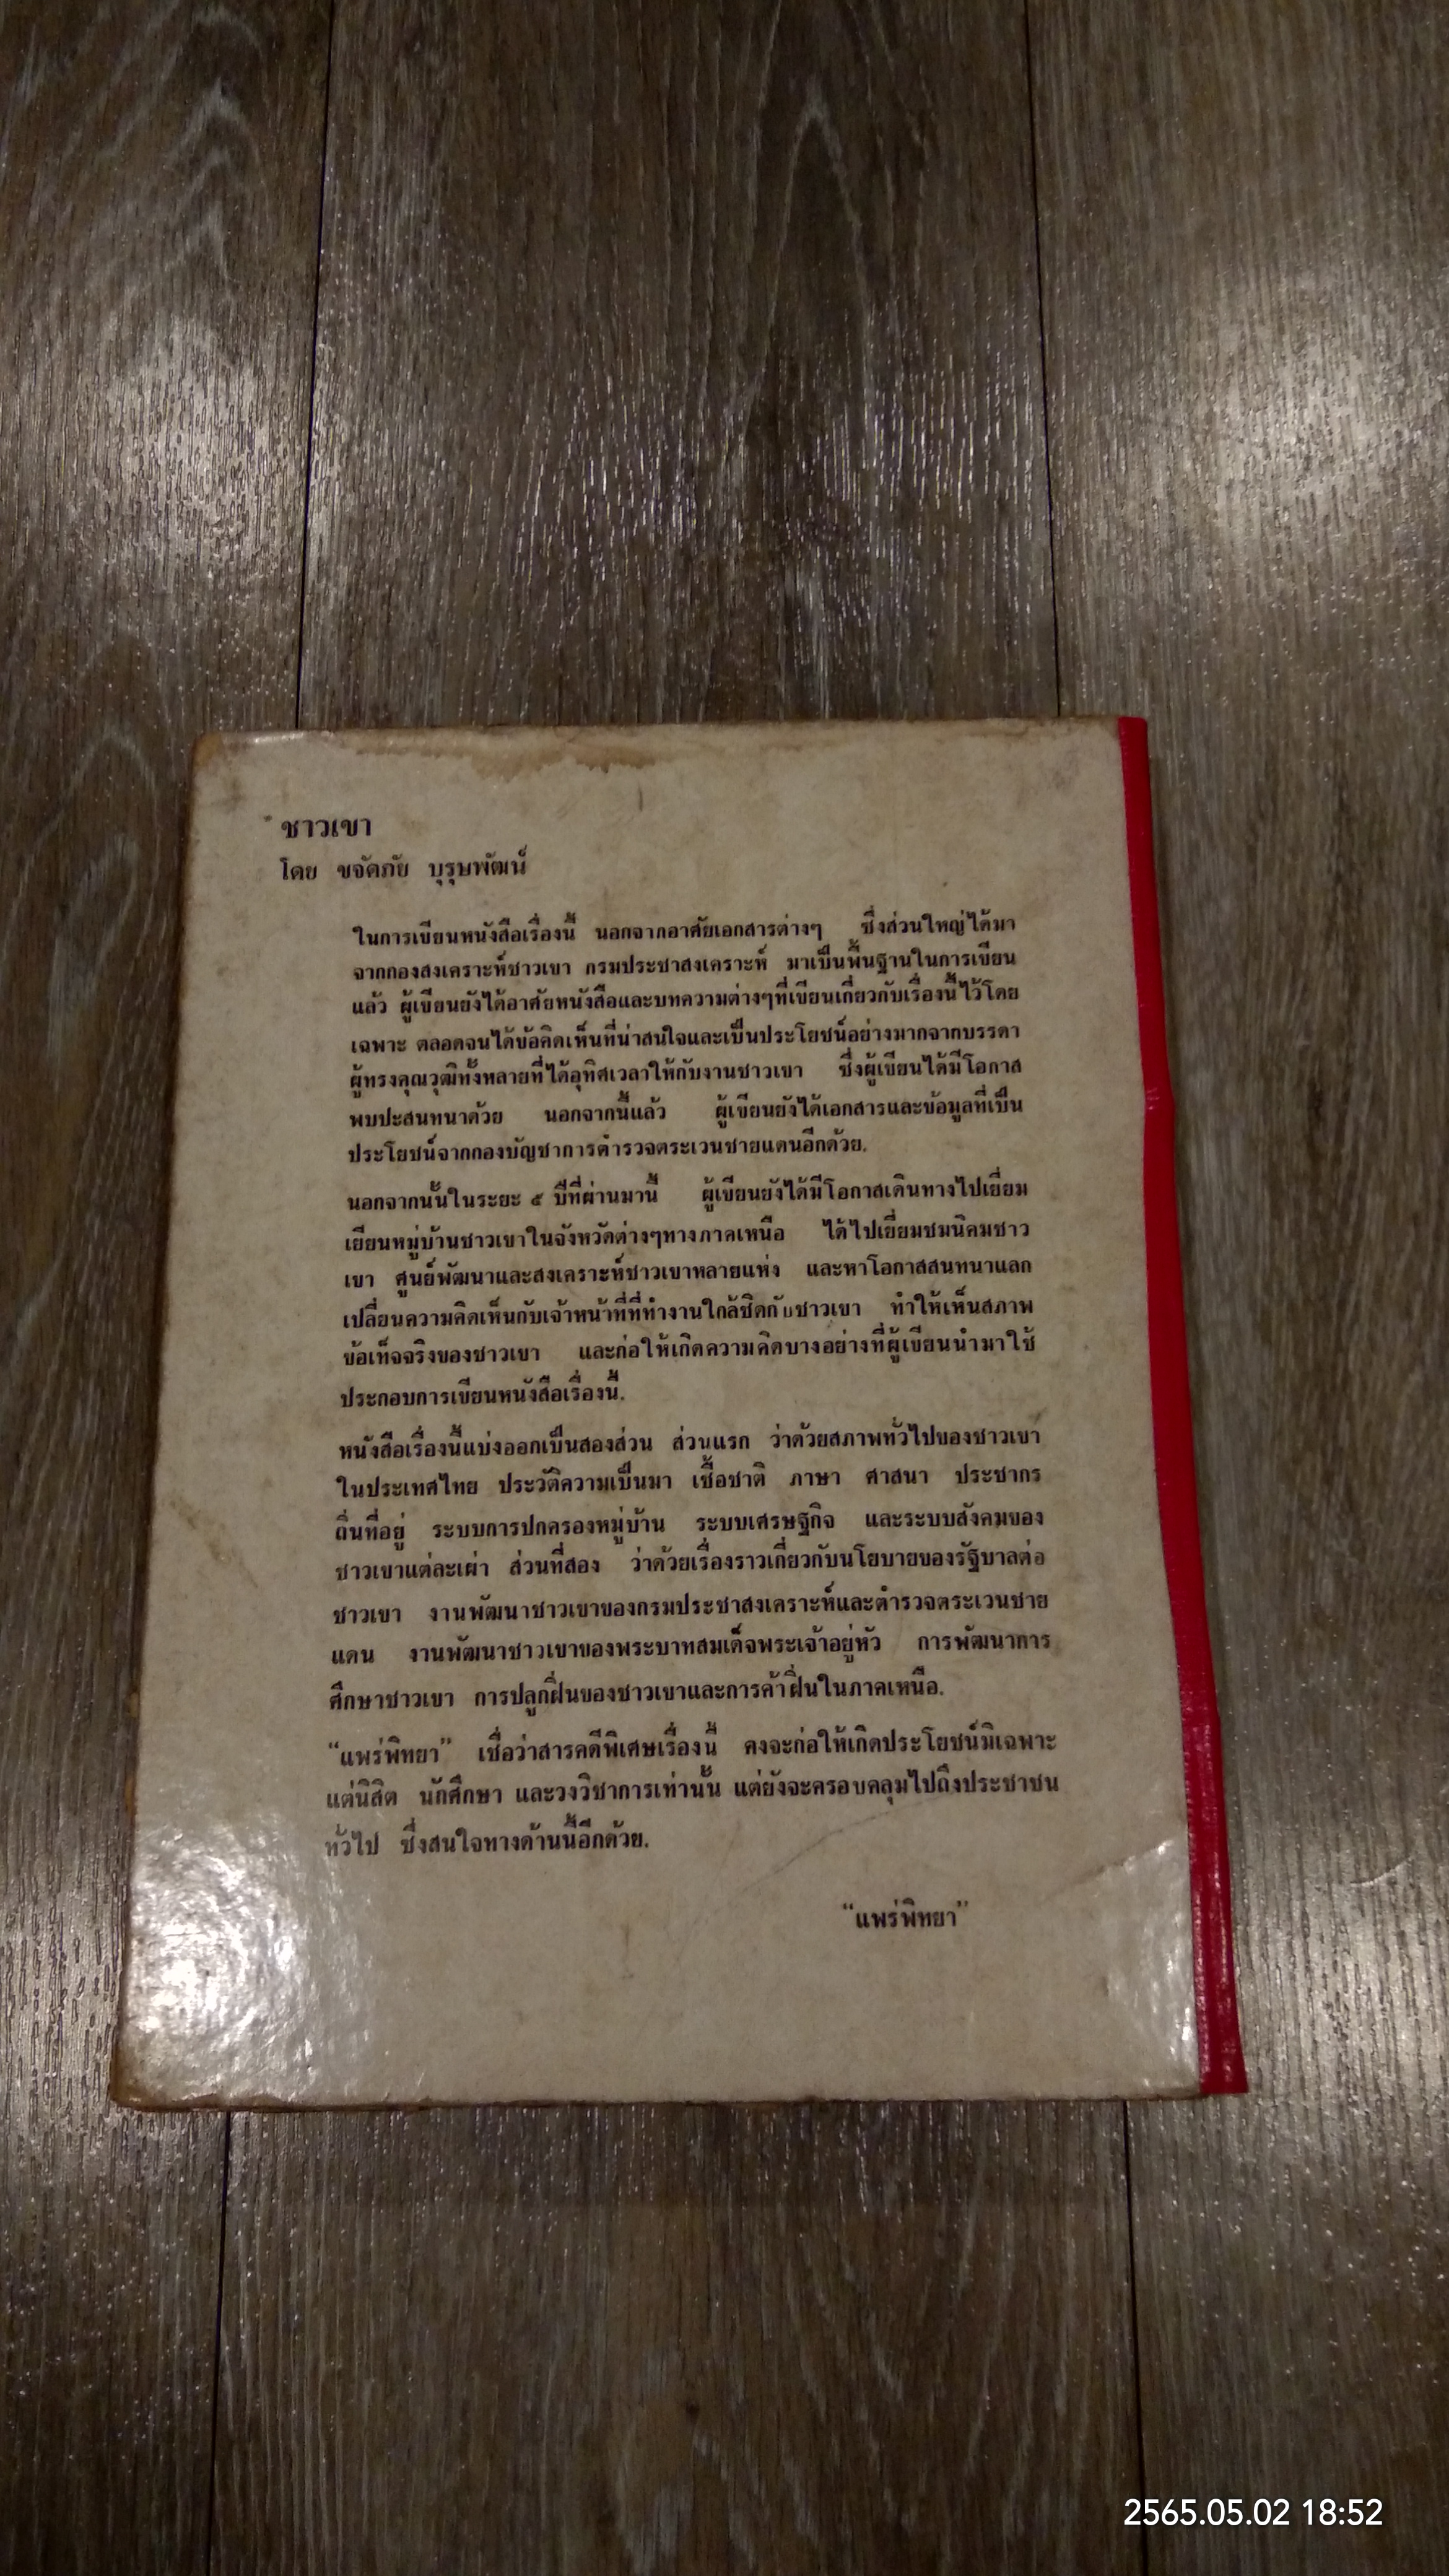 ชาวเขา
โดย ขจัดภัย บุรุษพัฒน์
ในการเขียนหนังสือเรื่องนี้ นอกจากอาศัยเอกสารต่างๆ ซึ่งส่วนใหญ่ได้มา
จากกองสงเคราะห์ชาวเขา กรมประชาสงเคราะห์ มาเป็นพื้นฐานในการเขียน
แล้ว ผู้เขียนยังได้อาศัยหนังสือและบทความต่างๆที่เขียนเกี่ยวกับเรื่องนี้ไว้โดย
เฉพาะ ตลอดจนได้ข้อคิดเห็นที่น่าสนใจและเป็นประโยชน์อย่างมากจากบรรดา
ผู้ทรงคุณวุฒิทั้งหลายที่ได้อุทิศเวลาให้กับงานชาวเขา ซึ่งผู้เขียนได้มีโอกาส
พบปะสนทนาด้วย นอกจากนี้แล้ว ผู้เขียนยังได้เอกสารและข้อมูลที่เป็น
ประโยชน์จากกองบัญชาการตำรวจตระเวนชายแดนอีกด้วย.
นอกจากนั้นในระยะ ๕ ปีที่ผ่านมานี้ ผู้เขียนยังได้มีโอกาสเดินทางไปเยี่ยม
เยียนหมู่บ้านชาวเขาในจังหวัดต่างๆทางภาคเหนือ ได้ไปเยี่ยมชมนิคมชาว
เขา ศูนย์พัฒนาและสงเคราะห์ชาวเขาหลายแห่ง และหาโอกาสสนทนาแลก
เปลี่ยนความคิดเห็นกับเจ้าหน้าที่ที่ทำงานใกล้ชิดกับชาวเขา ทำให้เห็นสภาพ
ข้อเท็จจริงของชาวเขา และก่อให้เกิดความคิดบางอย่างที่ผู้เขียนนำมาใช้
ประกอบการเขียนหนังสือเรื่องนี้.
หนังสือเรื่องนี้แบ่งออกเป็นสองส่วน ส่วนแรก ว่าด้วยสภาพทั่วไปของชาวเขา
ในประเทศไทย ประวัติความเป็นมา เชื้อชาติ ภาษา ศาสนา ประชากร
ถิ่นที่อยู่ ระบบการปกครองหมู่บ้าน ระบบเศรษฐกิจ และระบบสังคมของ
ชาวเขาแต่ละเผ่า ส่วนที่สอง ว่าด้วยเรื่องราวเกี่ยวกับนโยบายของรัฐบาลต่อ
ชาวเขา งานพัฒนาชาวเขาของกรมประชาสงเคราะห์และตำรวจตระเวนชาย
แดน งานพัฒนาชาวเขาของพระบาทสมเด็จพระเจ้าอยู่หัว การพัฒนาการ
ศึกษาชาวเขา การปลูกฝิ่นของชาวเขาและการค้าฝิ่นในภาคเหนือ.
“แพร่พิทยา” เชื่อว่าสารคดีพิเศษเรื่องนี้ คงจะก่อให้เกิดประโยชน์มิเฉพาะ
แต่นิสิต นักศึกษา และวงวิชาการเท่านั้น แต่ยังจะครอบคลุมไปถึงประชาชน
ทั่วไป ซึ่งสนใจทางด้านนี้อีกด้วย.
“แพร่พิทยา”
2565.05.02 18:52